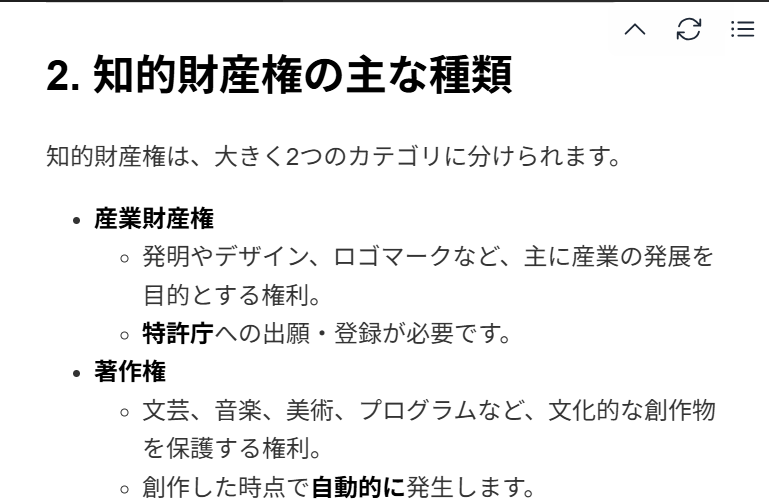 2. 知的財産権の主な種類
知的財産権は、大きく2つのカテゴリに分けられます。
• 産業財産権
◦ 発明やデザイン、ロゴマークなど、主に産業の発展を
目的とする権利。
◦ 特許庁への出願・登録が必要です。
• 著作権
◦ 文芸、音楽、美術、プログラムなど、文化的な創作物
を保護する権利。
◦ 創作した時点で自動的に発生します。